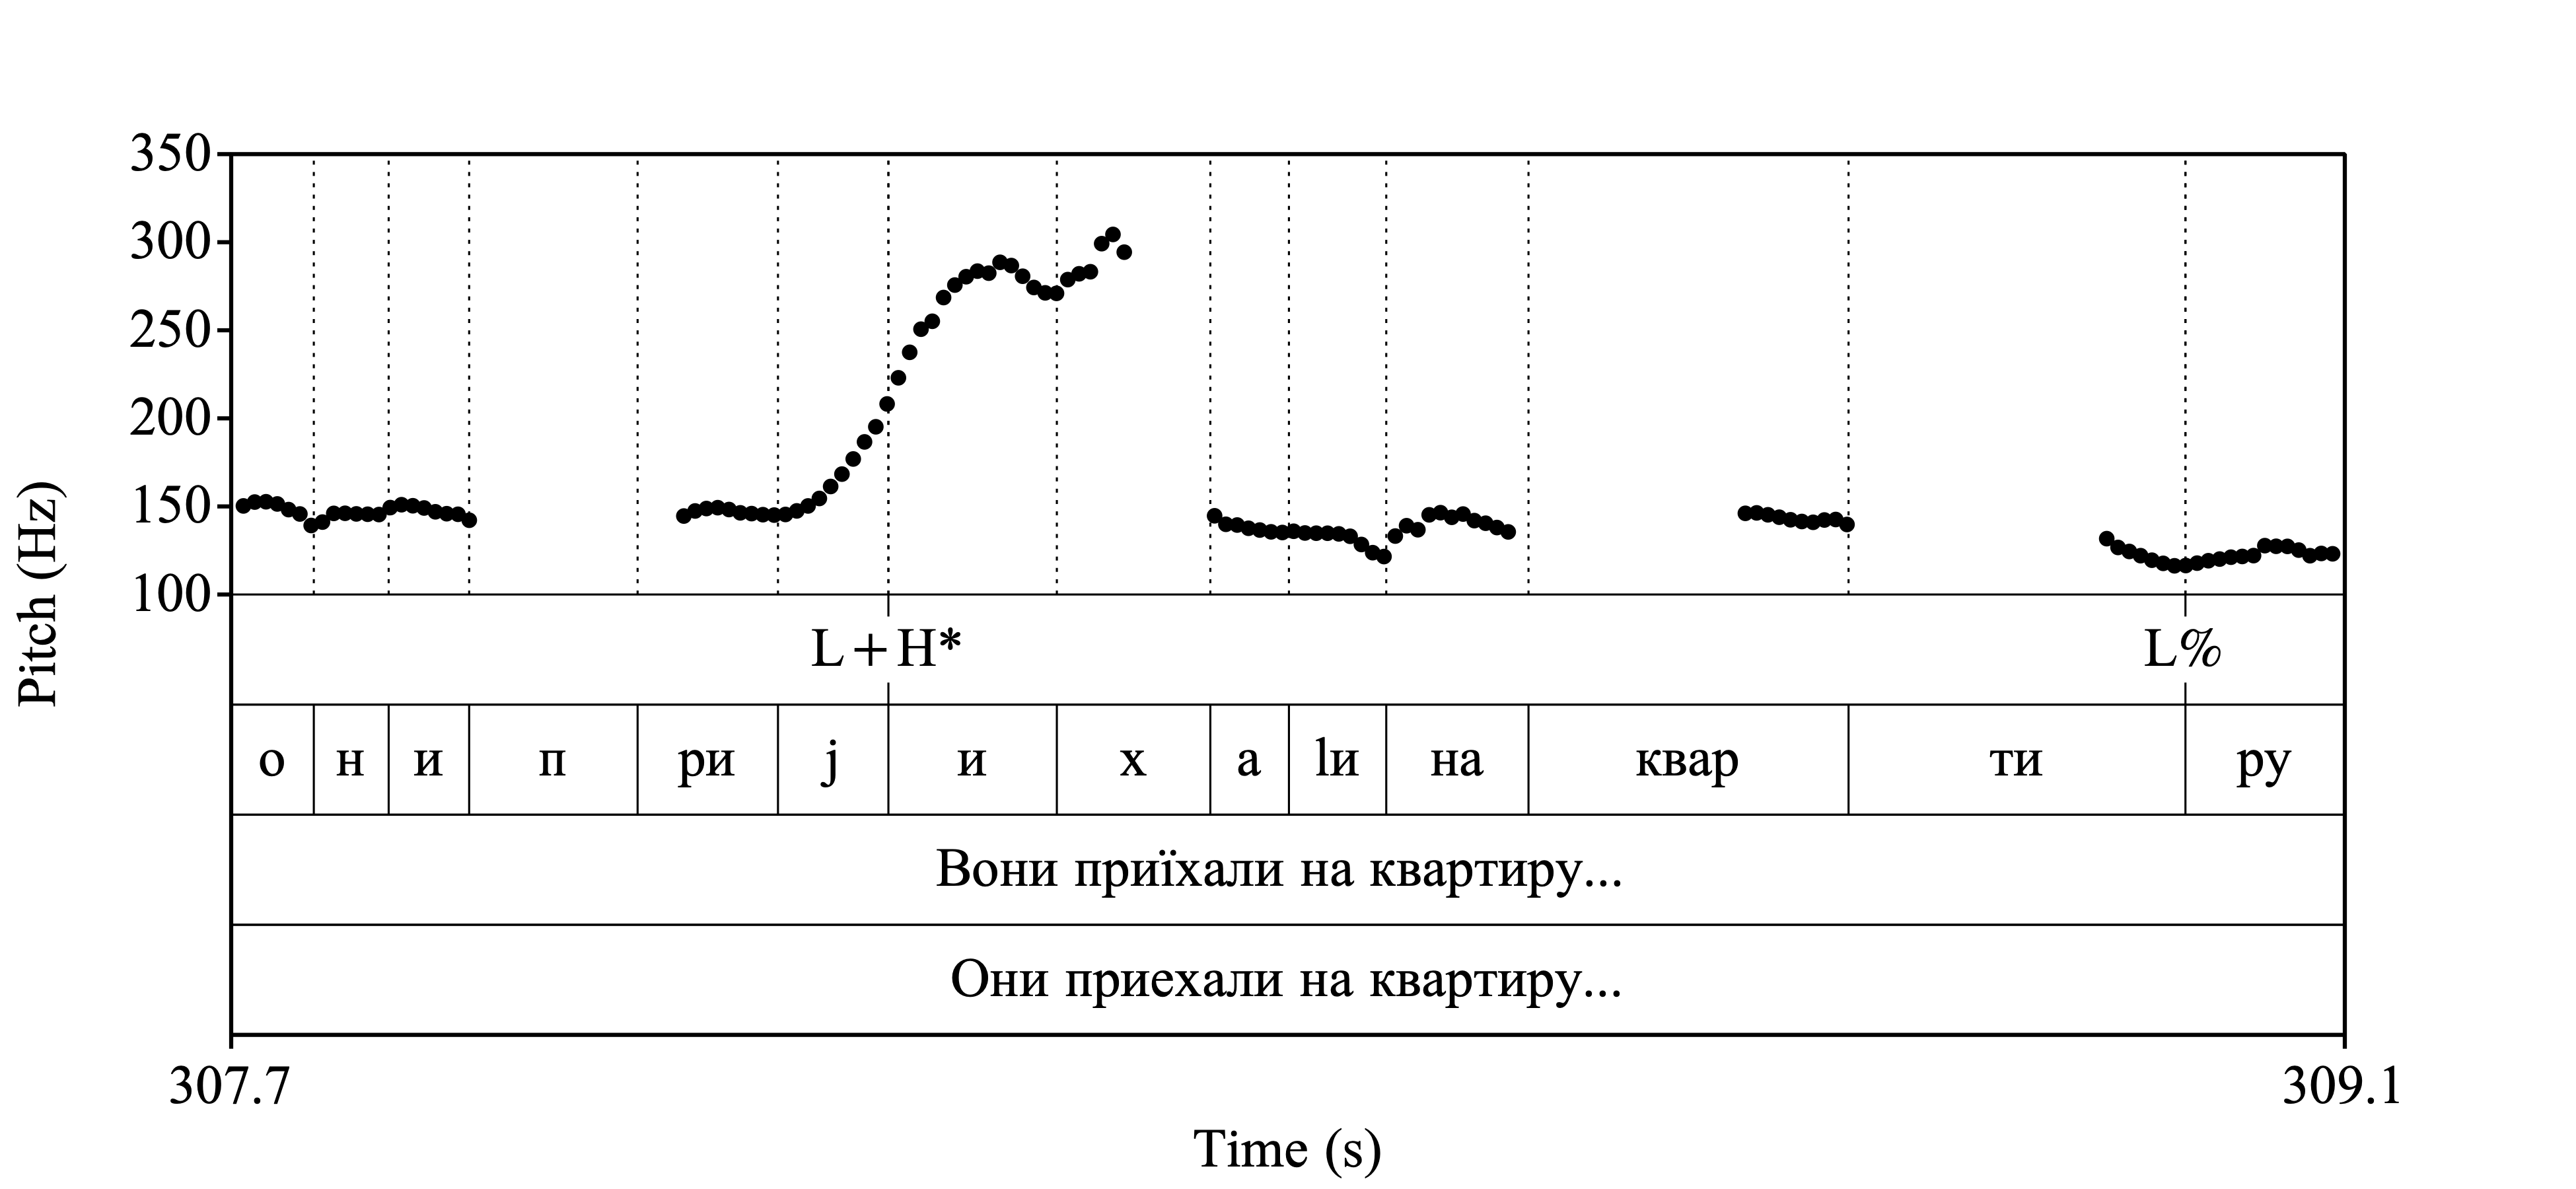 350
300
250
200
150
100
Pitch (Hz)
L+H* L%
о н и п ри j и х а lи на квар ти ру
Вони приїхали на квартиру...
Они приехали на квартиру...
307.7 309.1
Time (s)